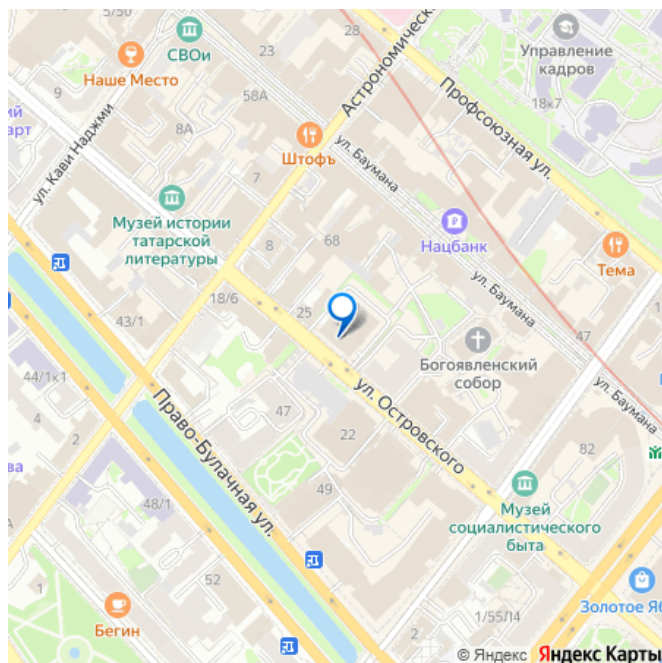 5/50
СВОи
28
Астрономическая
Управление
кадров
Наше Место
23
58А
18к7
Профсоюзная ул.
9
ул. Кави Наджми
8А
Штофъ
ул. Баумана
7
Музей истории
татарской
литературы
8
68
Нацбанк
Тема
ул. Баумана
18/6
25
43/1
47
Богоявленский
собор
44/1к1
Право-Булачная ул.
ул. Островского
ул. Баумана
4
47
22
2
82
49
48/1
Музей
социалистического
быта
52
1
Золотое Яб
Бегин
1/55/14
© Яндекс Яндекс Карты